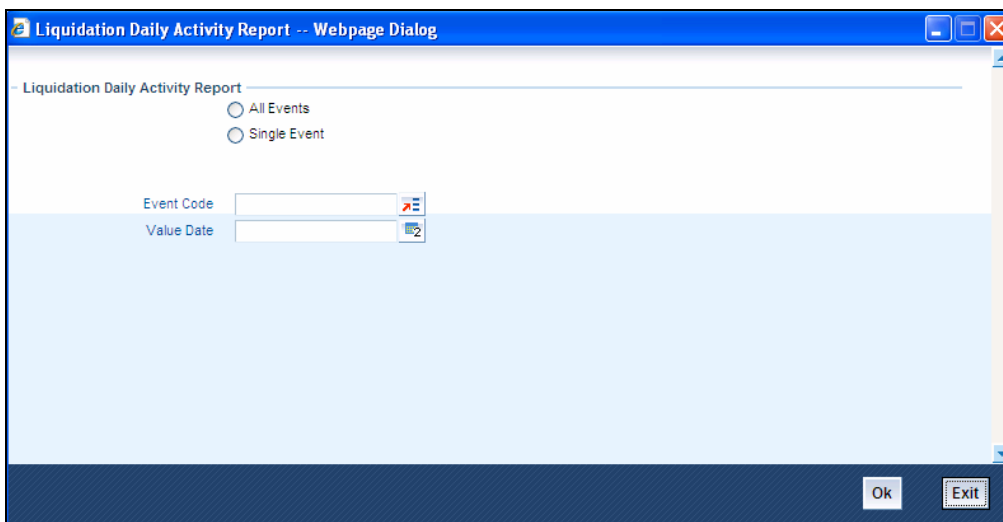 Liquidation Daily Activity Report -- Webpage Dialog
Liquidation Daily Activity Report
All Events
Single Event
Event Code
Value Date
2
Ok
Exit